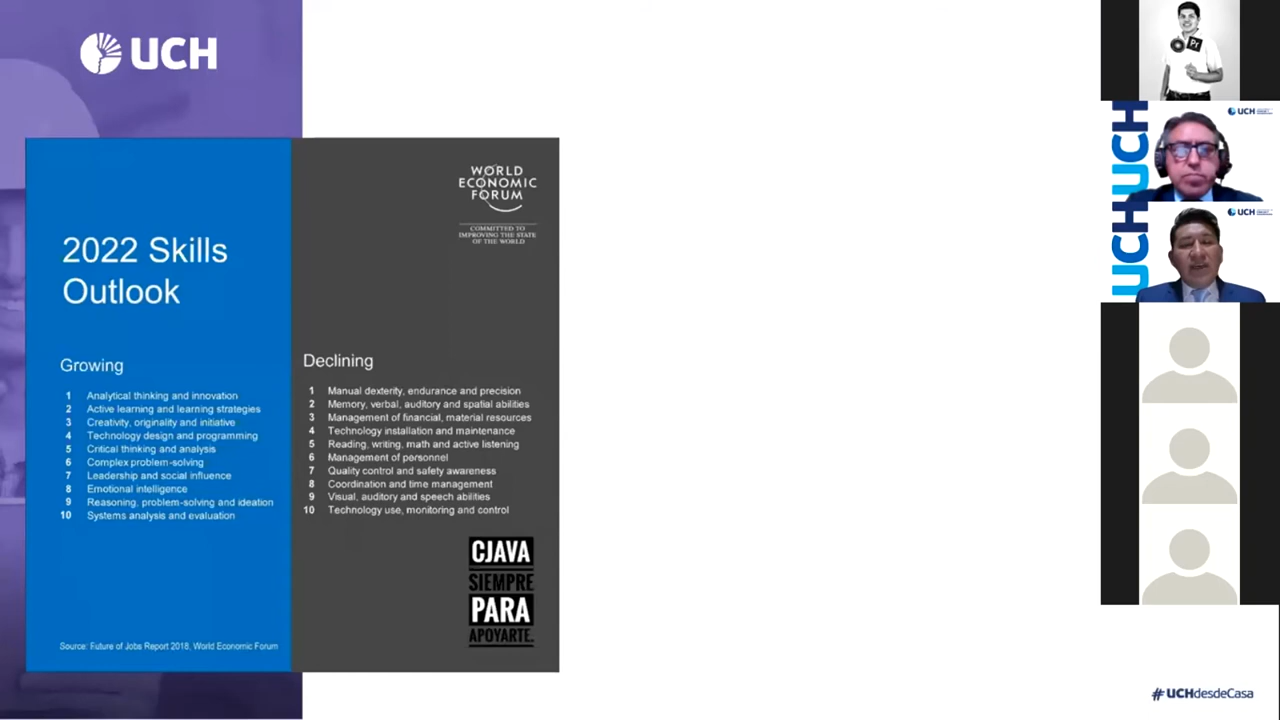 UCH
2022 Skills
Outlook
Growing
1 Analytical thinking and innovation
2 Active learning and learning strategies
3 Creativity, originality and initiative
4 Technology design and programming
5 Critical thinking and analysis
6 Complex problem-solving
7 Leadership and social influence
8 Emotional intelligence
9 Reasoning, problem-solving and ideation
10 Systems analysis and evaluation
Source: Future of Jobs Report 2018, World Economic Forum
WORLD
ECONOMIC
FORUM
COMMITTED TO
IMPROVING THE STATE
OF THE WORLD
Declining
1 Manual dexterity, endurance and precision
2 Memory, verbal, auditory and spatial abilities
3 Management of financial, material resources
4 Technology installation and maintenance
5 Reading, writing, math and active listening
6 Management of personnel
7 Quality control and safety awareness
8 Coordination and time management
9 Visual, auditory and speech abilities
10 Technology use, monitoring and control
CJAVA
SIEMPRE
PARA
APOYARTE.
Pr
UCH
UCH
UCH
UCH
UCH
UCH
#UCHdesdeCasa